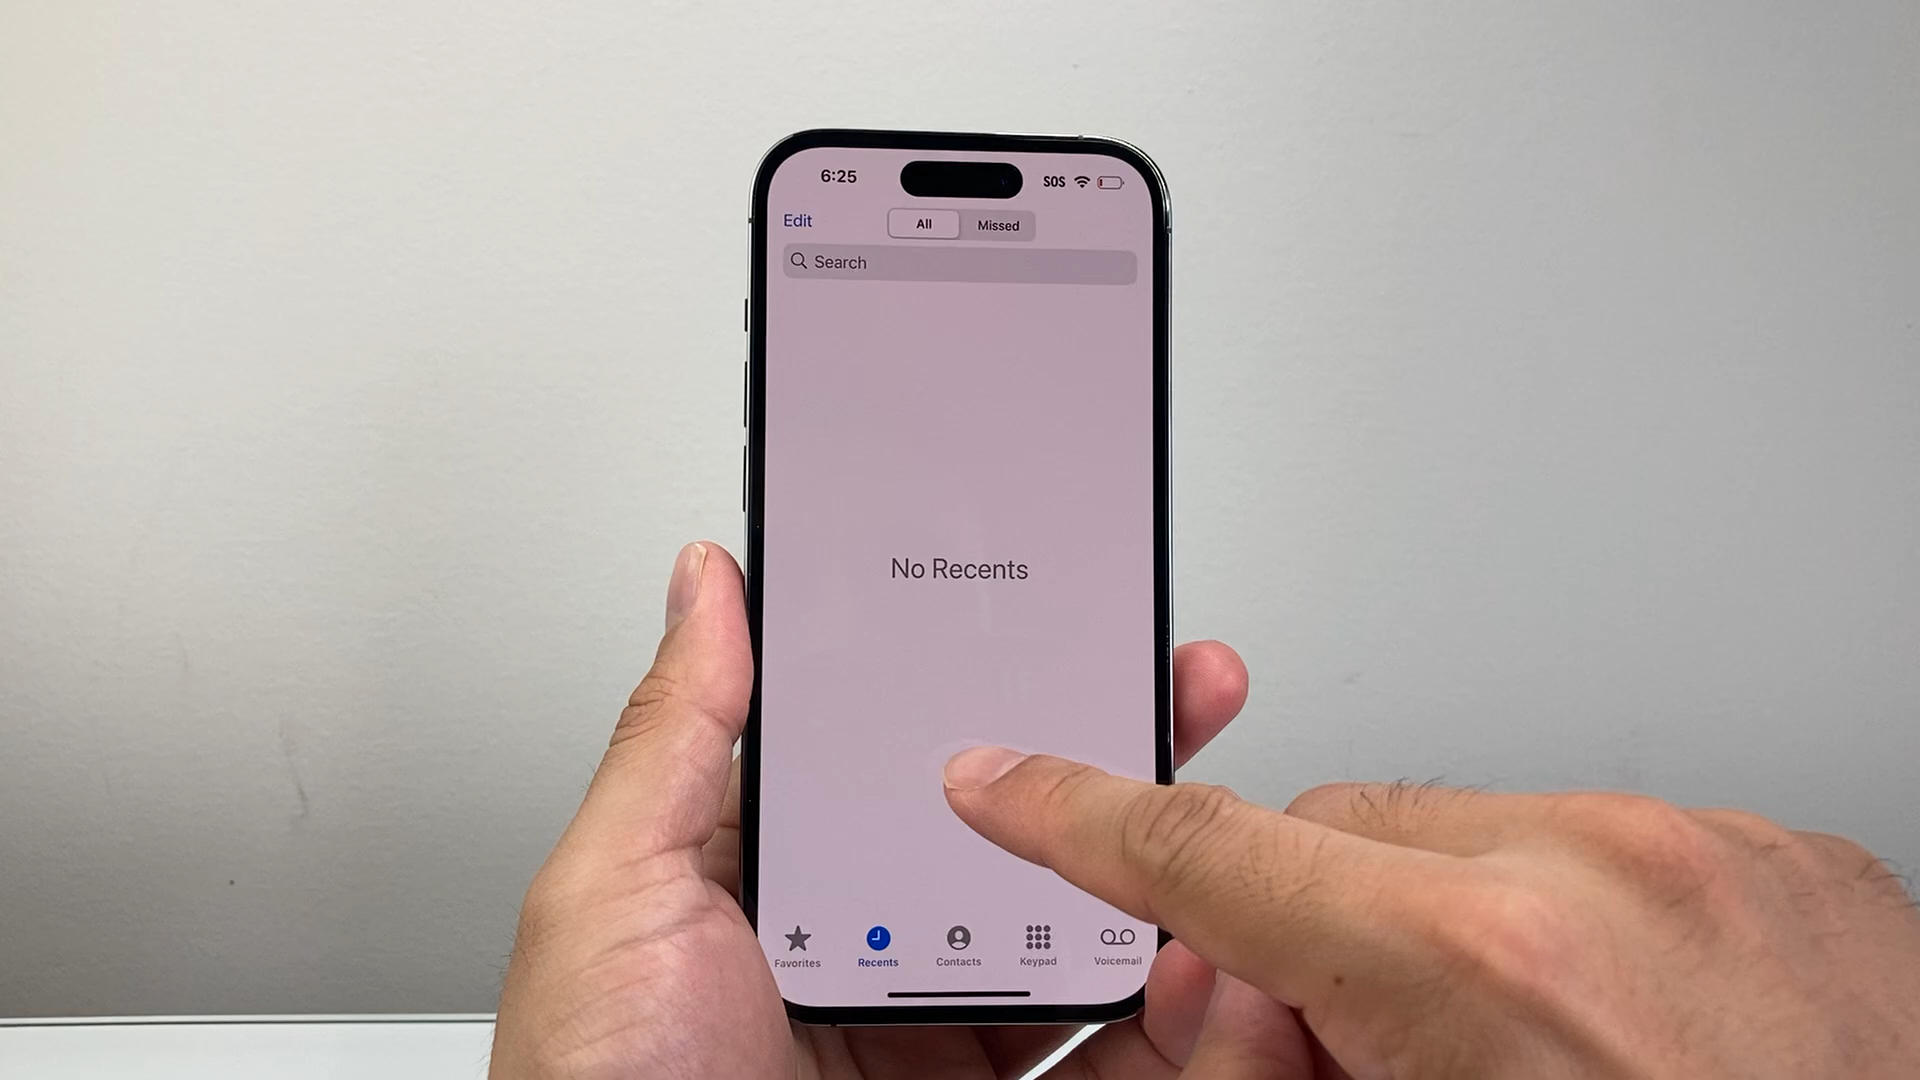 6:25 SOS
Edit All Missed
Search
No Recents
Favorites Recents Contacts Keypad Voicemail